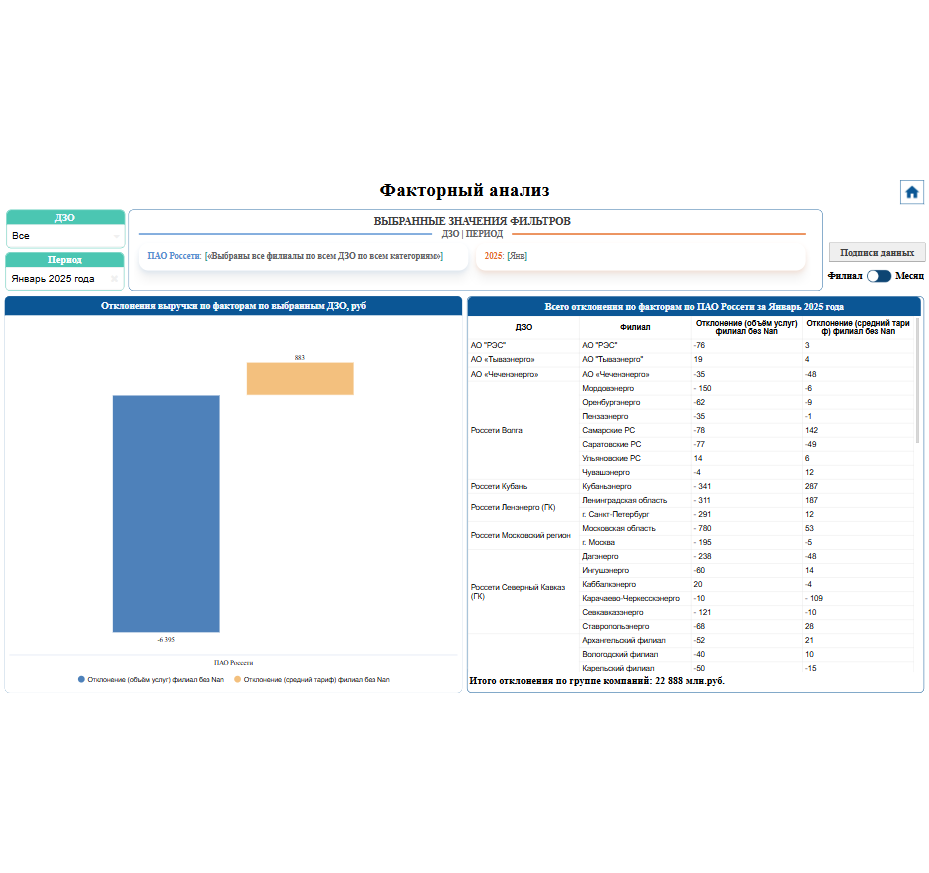 Факторный анализ
ДЗО
Все
Период
Январь 2025 года
ВЫБРАННЫЕ ЗНАЧЕНИЯ ФИЛЬТРОВ
ДЗО | ПЕРИОД
ПАО Россети: [«Выбраны все филиалы по всем ДЗО по всем категориям»]
2025: [Янв]
Подписи данных
Филиал Месяц
Отклонения выручки по факторам по выбранным ДЗО, руб
883
-6 395
ПАО Россети
Отклонение (объём услуг) филиал без Nan Отклонение (средний тариф) филиал без Nan
Всего отклонения по факторам по ПАО Россети за Январь 2025 года
ДЗО Филиал Отклонение (объём услуг) филиал без Nan Отклонение (средний тари ф) филиал без Nan
АО "РЭС" АО "РЭС" -76 3
АО «Тываэнерго» АО "Тываэнерго" 19 4
АО «Чеченэнерго» АО «Чеченэнерго» -35 -48
Мордовэнерго - 150 -6
Оренбургэнерго -62 -9
Пензаэнерго -35 -1
Россети Волга Самарские РС -78 142
Саратовские РС -77 -49
Ульяновские РС 14 6
Чувашэнерго -4 12
Россети Кубань Кубаньэнерго - 341 287
Россети Ленэнерго (ГК) Ленинградская область - 311 187
г. Санкт-Петербург - 291 12
Россети Московский регион Московская область - 780 53
г. Москва - 195 -5
Дагэнерго - 238 -48
Ингушэнерго -60 14
Россети Северный Кавказ (ГК) Каббалкэнерго 20 -4
Карачаево-Черкесскэнерго -10 - 109
Севкавказэнерго - 121 -10
Ставропольэнерго -68 28
Архангельский филиал -52 21
Вологодский филиал -40 10
Карельский филиал -50 -15
Итого отклонения по группе компаний: 22 888 млн.руб.